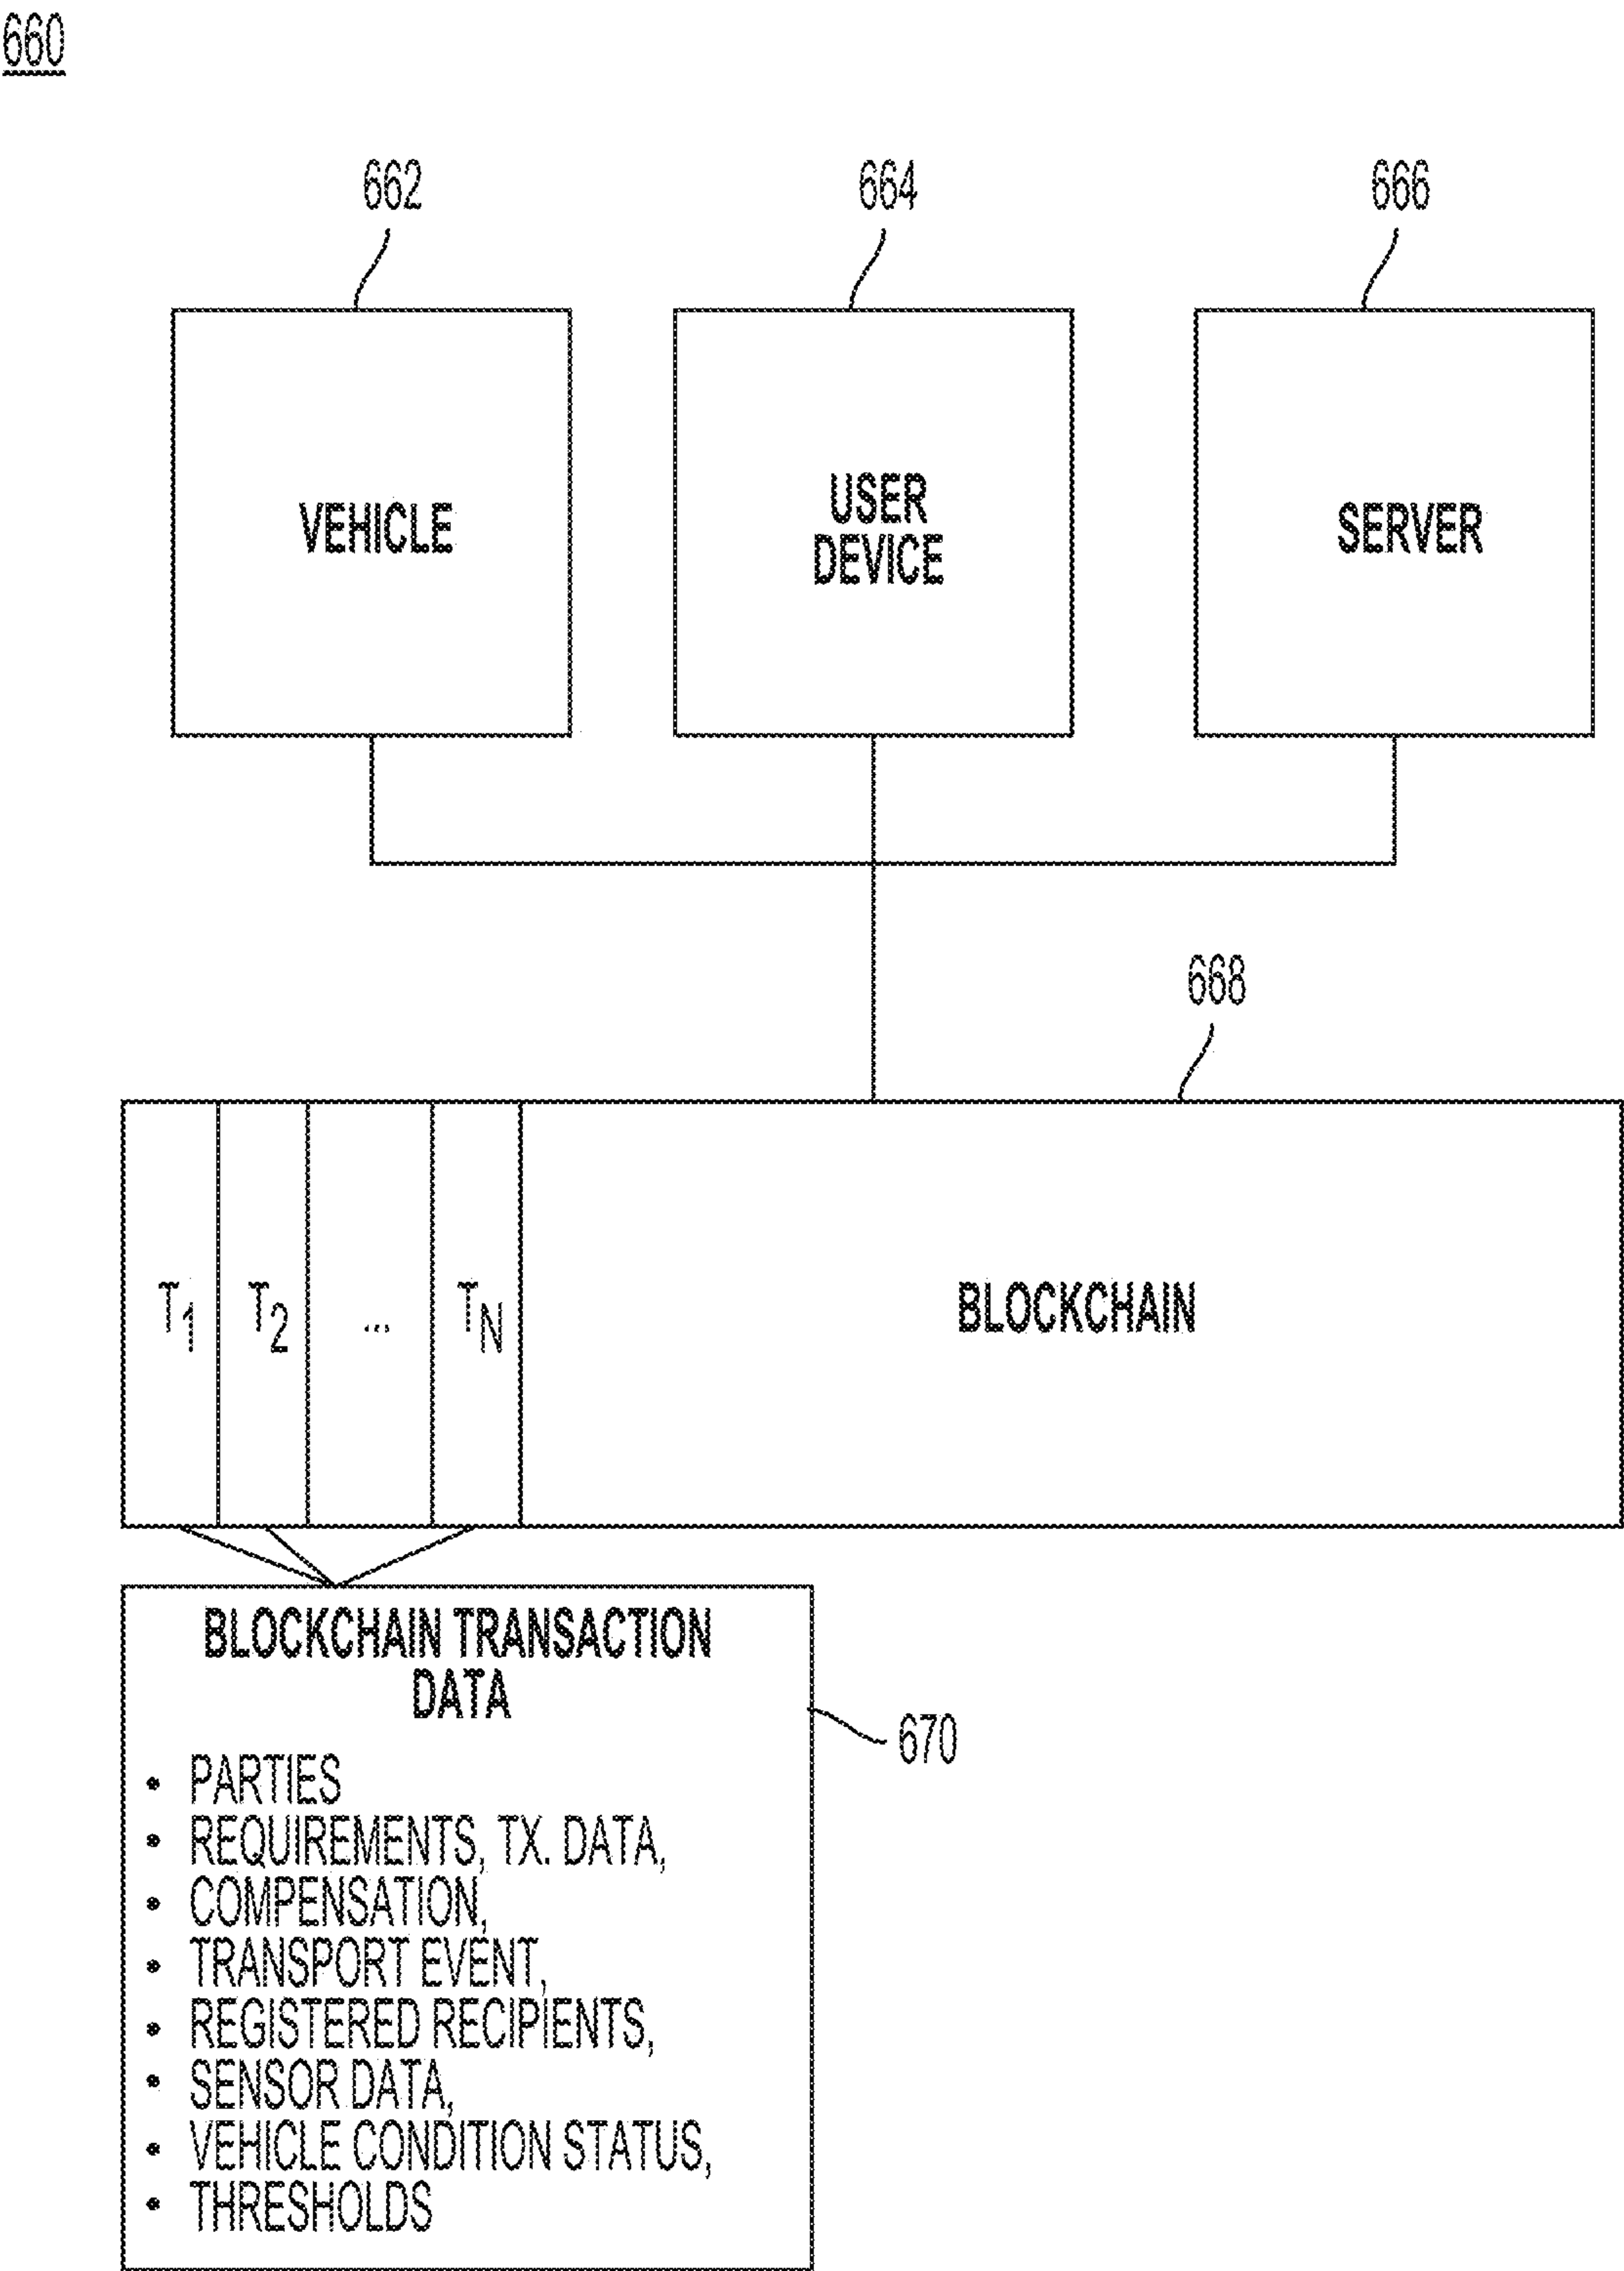 660
662
664
666
VEHICLE
USER
DEVICE
SERVER
668
T1
T2
...
TN
BLOCKCHAIN
BLOCKCHAIN TRANSACTION
DATA
670
• PARTIES
• REQUIREMENTS, TX. DATA,
• COMPENSATION,
• TRANSPORT EVENT,
• REGISTERED RECIPIENTS,
• SENSOR DATA,
• VEHICLE CONDITION STATUS,
• THRESHOLDS